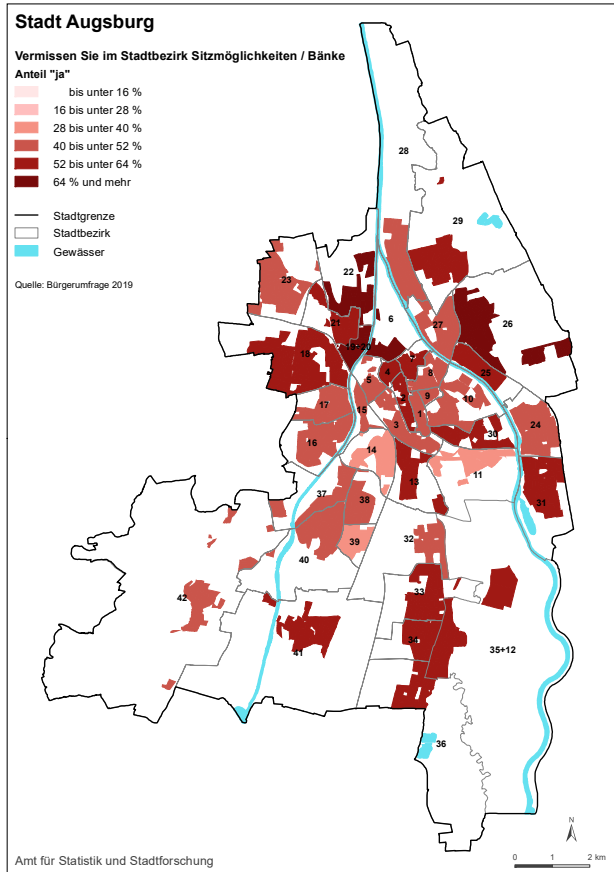 Stadt Augsburg
Vermissen Sie im Stadtbezirk Sitzmöglichkeiten / Bänke
Anteil "ja"
bis unter 16 %
16 bis unter 28 %
28 bis unter 40 %
40 bis unter 52 %
52 bis unter 64 %
64 % und mehr
Stadtgrenze
Stadtbezirk
Gewässer
Quelle: Bürgerumfrage 2019
28
29
22
23
6
26
27
21
19+20
18
7
4
5
8
25
2
9
10
17
15
1
3
24
30
16
14
11
13
31
37
38
32
39
40
42
33
34
41
35+12
36
N
0 1 2 km
Amt für Statistik und Stadtforschung